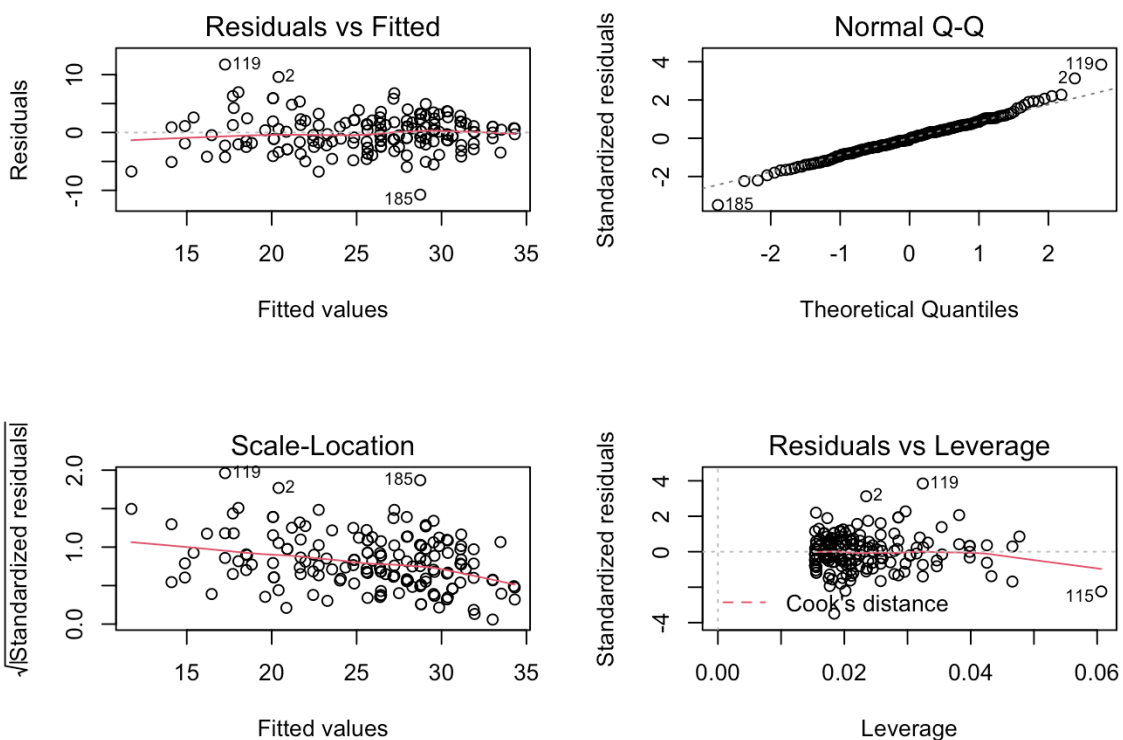 Residuals vs Fitted
Residuals
10
0
-10
119
2
185
15 20 25 30 35
Fitted values
Normal Q-Q
Standardized residuals
4
2
0
-2
119
2
185
-2 -1 0 1 2
Theoretical Quantiles
Scale-Location
√|Standardized residuals|
2.0
1.0
0.0
119
2
185
15 20 25 30 35
Fitted values
Residuals vs Leverage
Standardized residuals
4
2
0
-2
-4
119
2
115
Cook's distance
0.00 0.02 0.04 0.06
Leverage